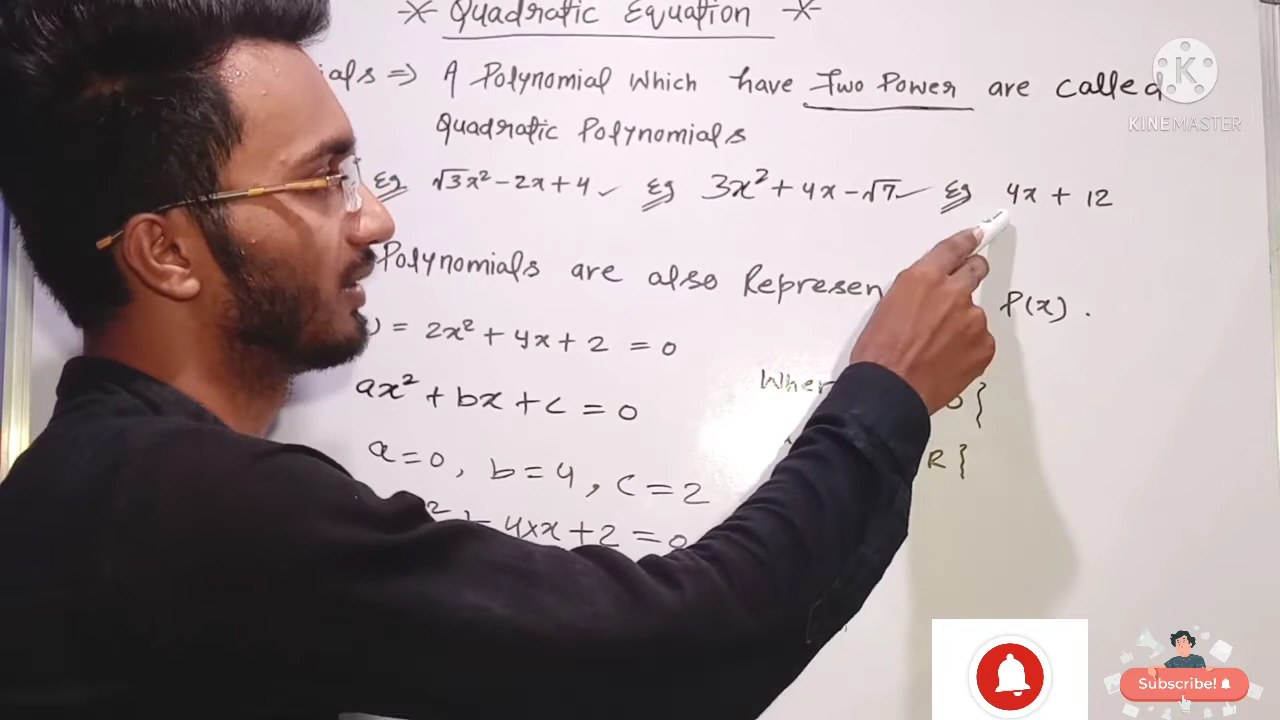 * Quadratic Equation *
ials ⇒ A Polynomial Which have Two Power are called
Quadratic Polynomials
Eg √3x² - 2x + 4 ✓ Eg 3x² + 4x - √7 ✓ Eg 4x + 12
Polynomials are also Represen P(x).
) = 2x² + 4x + 2 = 0
ax² + bx + c = 0
Wher }
a = 0, b = 4, c = 2
R }
4xx + 2 = 0
K
KINEMASTER
Subscribe!